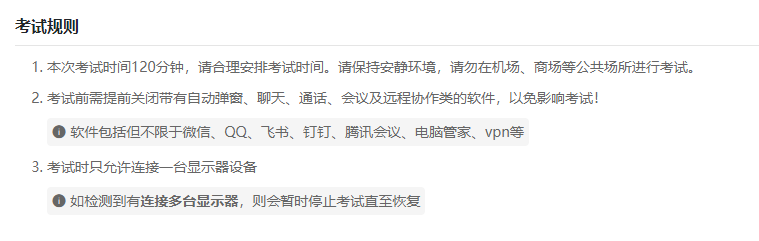 考试规则
1. 本次考试时间120分钟，请合理安排考试时间。请保持安静环境，请勿在机场、商场等公共场所进行考试。
2. 考试前需提前关闭带有自动弹窗、聊天、通话、会议及远程协作类的软件，以免影响考试！
软件包括但不限于微信、QQ、飞书、钉钉、腾讯会议、电脑管家、vpn等
3. 考试时只允许连接一台显示器设备
如检测到有连接多台显示器，则会暂时停止考试直至恢复